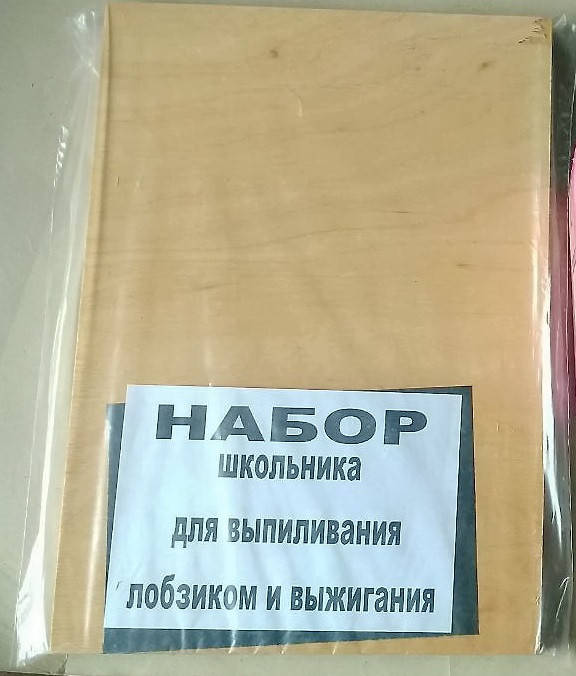 НАБОР
школьника
для выпиливания
лобзиком и выжигания